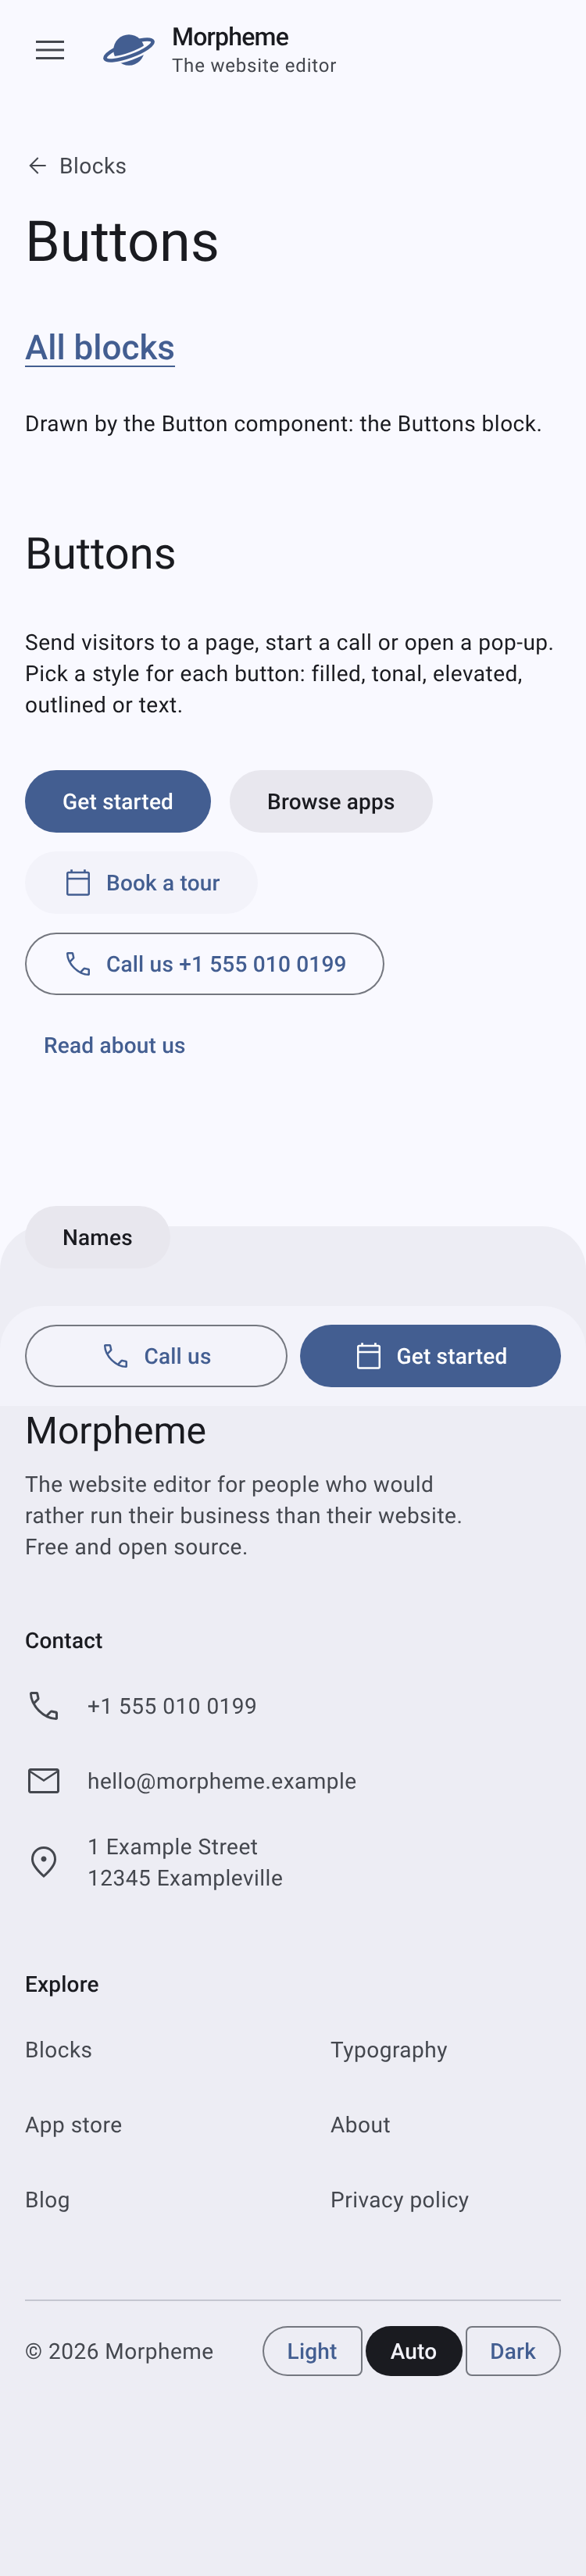 Morpheme
The website editor
Blocks
Buttons
All blocks
Drawn by the Button component: the Buttons block.
Buttons
Send visitors to a page, start a call or open a pop-up.
Pick a style for each button: filled, tonal, elevated,
outlined or text.
Get started
Browse apps
Book a tour
Call us +1 555 010 0199
Read about us
Names
Call us
Get started
Morpheme
The website editor for people who would
rather run their business than their website.
Free and open source.
Contact
+1 555 010 0199
hello@morpheme.example
1 Example Street
12345 Exampleville
Explore
Blocks
Typography
App store
About
Blog
Privacy policy
© 2026 Morpheme
Light
Auto
Dark